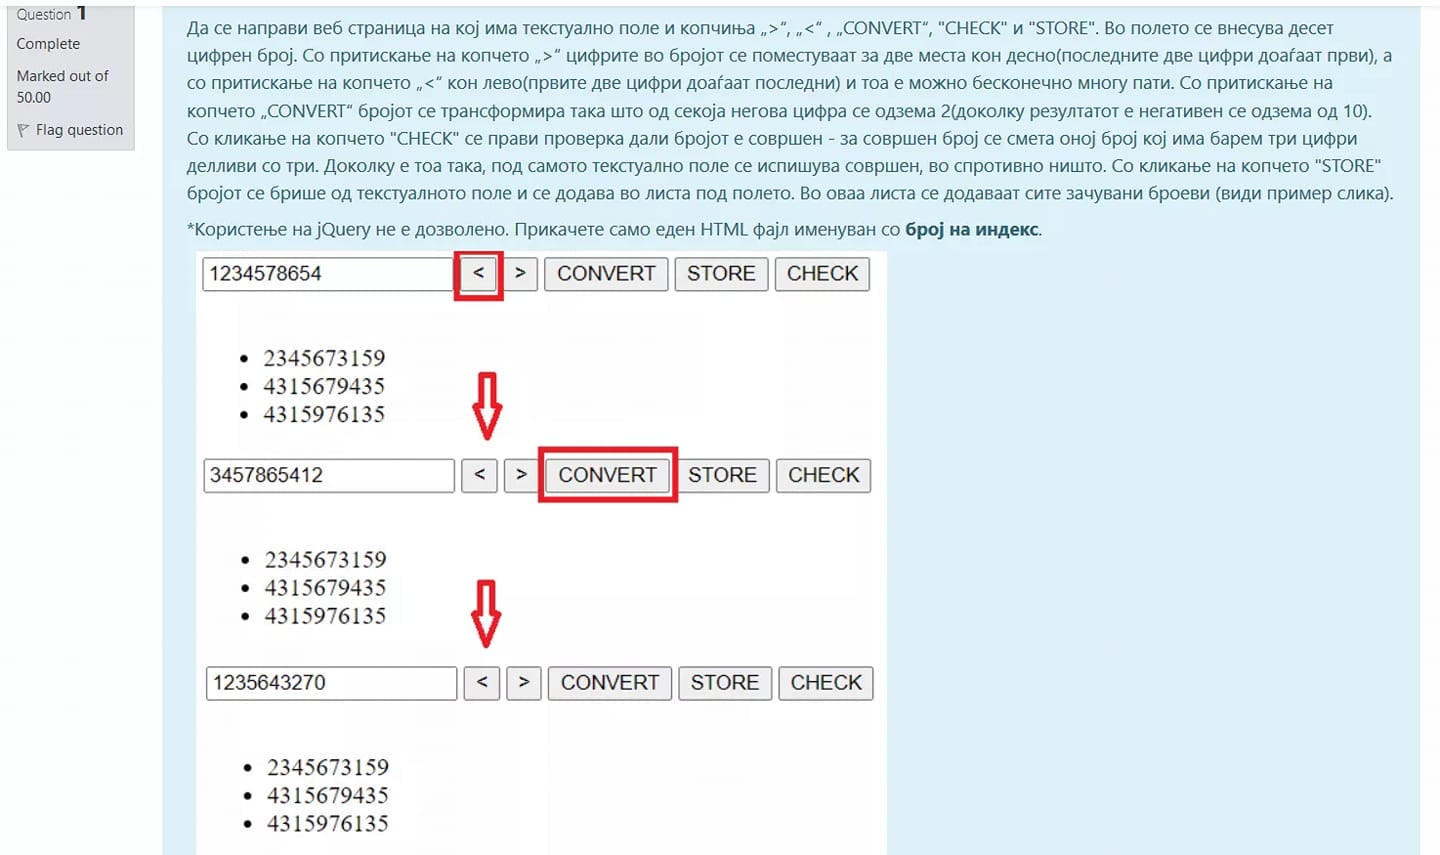 Question 1
Complete
Marked out of
50.00
Flag question
Да се направи веб страница на кој има текстуално поле и копчиња „>“, „<“ , „CONVERT“, "CHECK" и "STORE". Во полето се внесува десет
цифрен број. Со притискање на копчето „>“ цифрите во бројот се поместуваат за две места кон десно(последните две цифри доаѓаат први), а
со притискање на копчето „<“ кон лево(првите две цифри доаѓаат последни) и тоа е можно бесконечно многу пати. Со притискање на
копчето „CONVERT“ бројот се трансформира така што од секоја негова цифра се одзема 2(доколку резултатот е негативен се одзема од 10).
Со кликање на копчето "CHECK" се прави проверка дали бројот е совршен - за совршен број се смета оној број кој има барем три цифри
делливи со три. Доколку е тоа така, под самото текстуално поле се испишува совршен, во спротивно ништо. Со кликање на копчето "STORE"
бројот се брише од текстуалното поле и се додава во листа под полето. Во оваа листа се додаваат сите зачувани броеви (види пример слика).
*Користење на jQuery не е дозволено. Прикачете само еден HTML фајл именуван со број на индекс.
1234578654 < > CONVERT STORE CHECK
• 2345673159
• 4315679435
• 4315976135
3457865412 < > CONVERT STORE CHECK
• 2345673159
• 4315679435
• 4315976135
1235643270 < > CONVERT STORE CHECK
• 2345673159
• 4315679435
• 4315976135